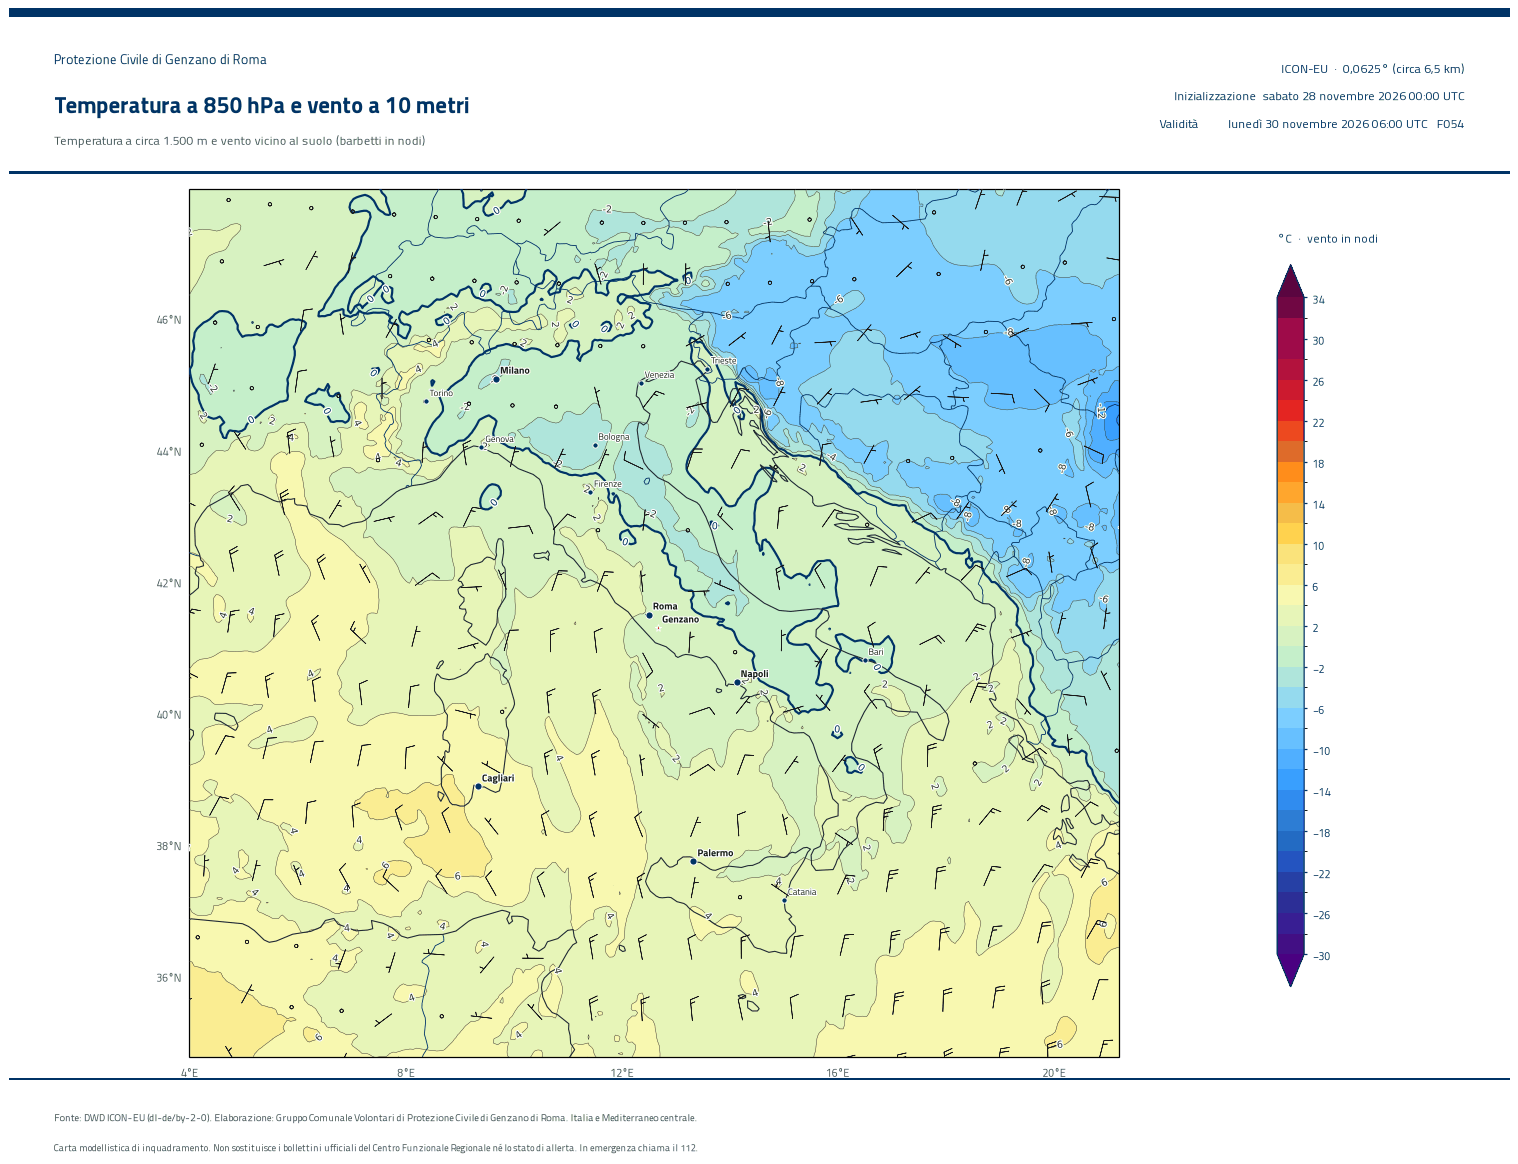 Protezione Civile di Genzano di Roma
Temperatura a 850 hPa e vento a 10 metri
Temperatura a circa 1.500 m e vento vicino al suolo (barbetti in nodi)
ICON-EU · 0,0625° (circa 6,5 km)
Inizializzazione sabato 28 novembre 2026 00:00 UTC
Validità lunedì 30 novembre 2026 06:00 UTC F054
°C · vento in nodi
34
30
26
22
18
14
10
6
2
-2
-6
-10
-14
-18
-22
-26
-30
46°N
44°N
42°N
40°N
38°N
36°N
4°E
8°E
12°E
16°E
20°E
Milano
Torino
Venezia
Trieste
Genova
Bologna
Firenze
Roma
Genzano
Napoli
Bari
Cagliari
Palermo
Catania
Fonte: DWD ICON-EU (dl-de/by-2-0). Elaborazione: Gruppo Comunale Volontari di Protezione Civile di Genzano di Roma. Italia e Mediterraneo centrale.
Carta modellistica di inquadramento. Non sostituisce i bollettini ufficiali del Centro Funzionale Regionale né lo stato di allerta. In emergenza chiama il 112.